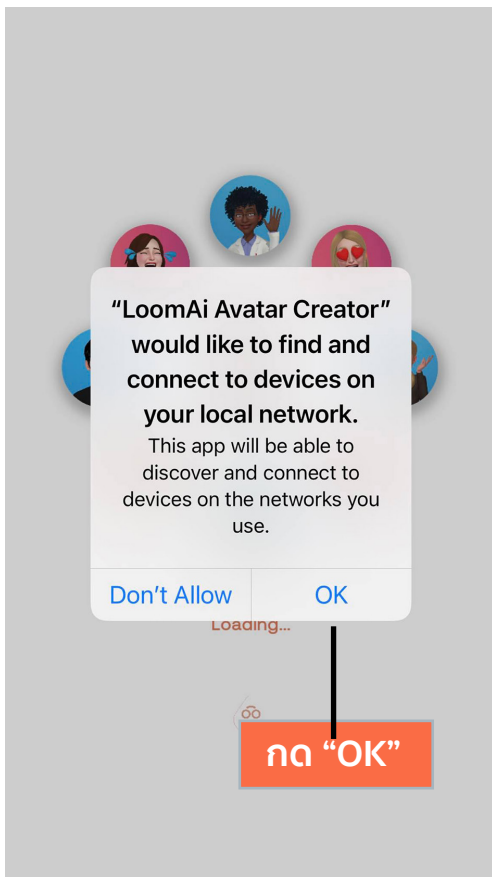 “LoomAi Avatar Creator”
would like to find and
connect to devices on
your local network.
This app will be able to
discover and connect to
devices on the networks you
use.
Don’t Allow
OK
Loading...
กด “OK”